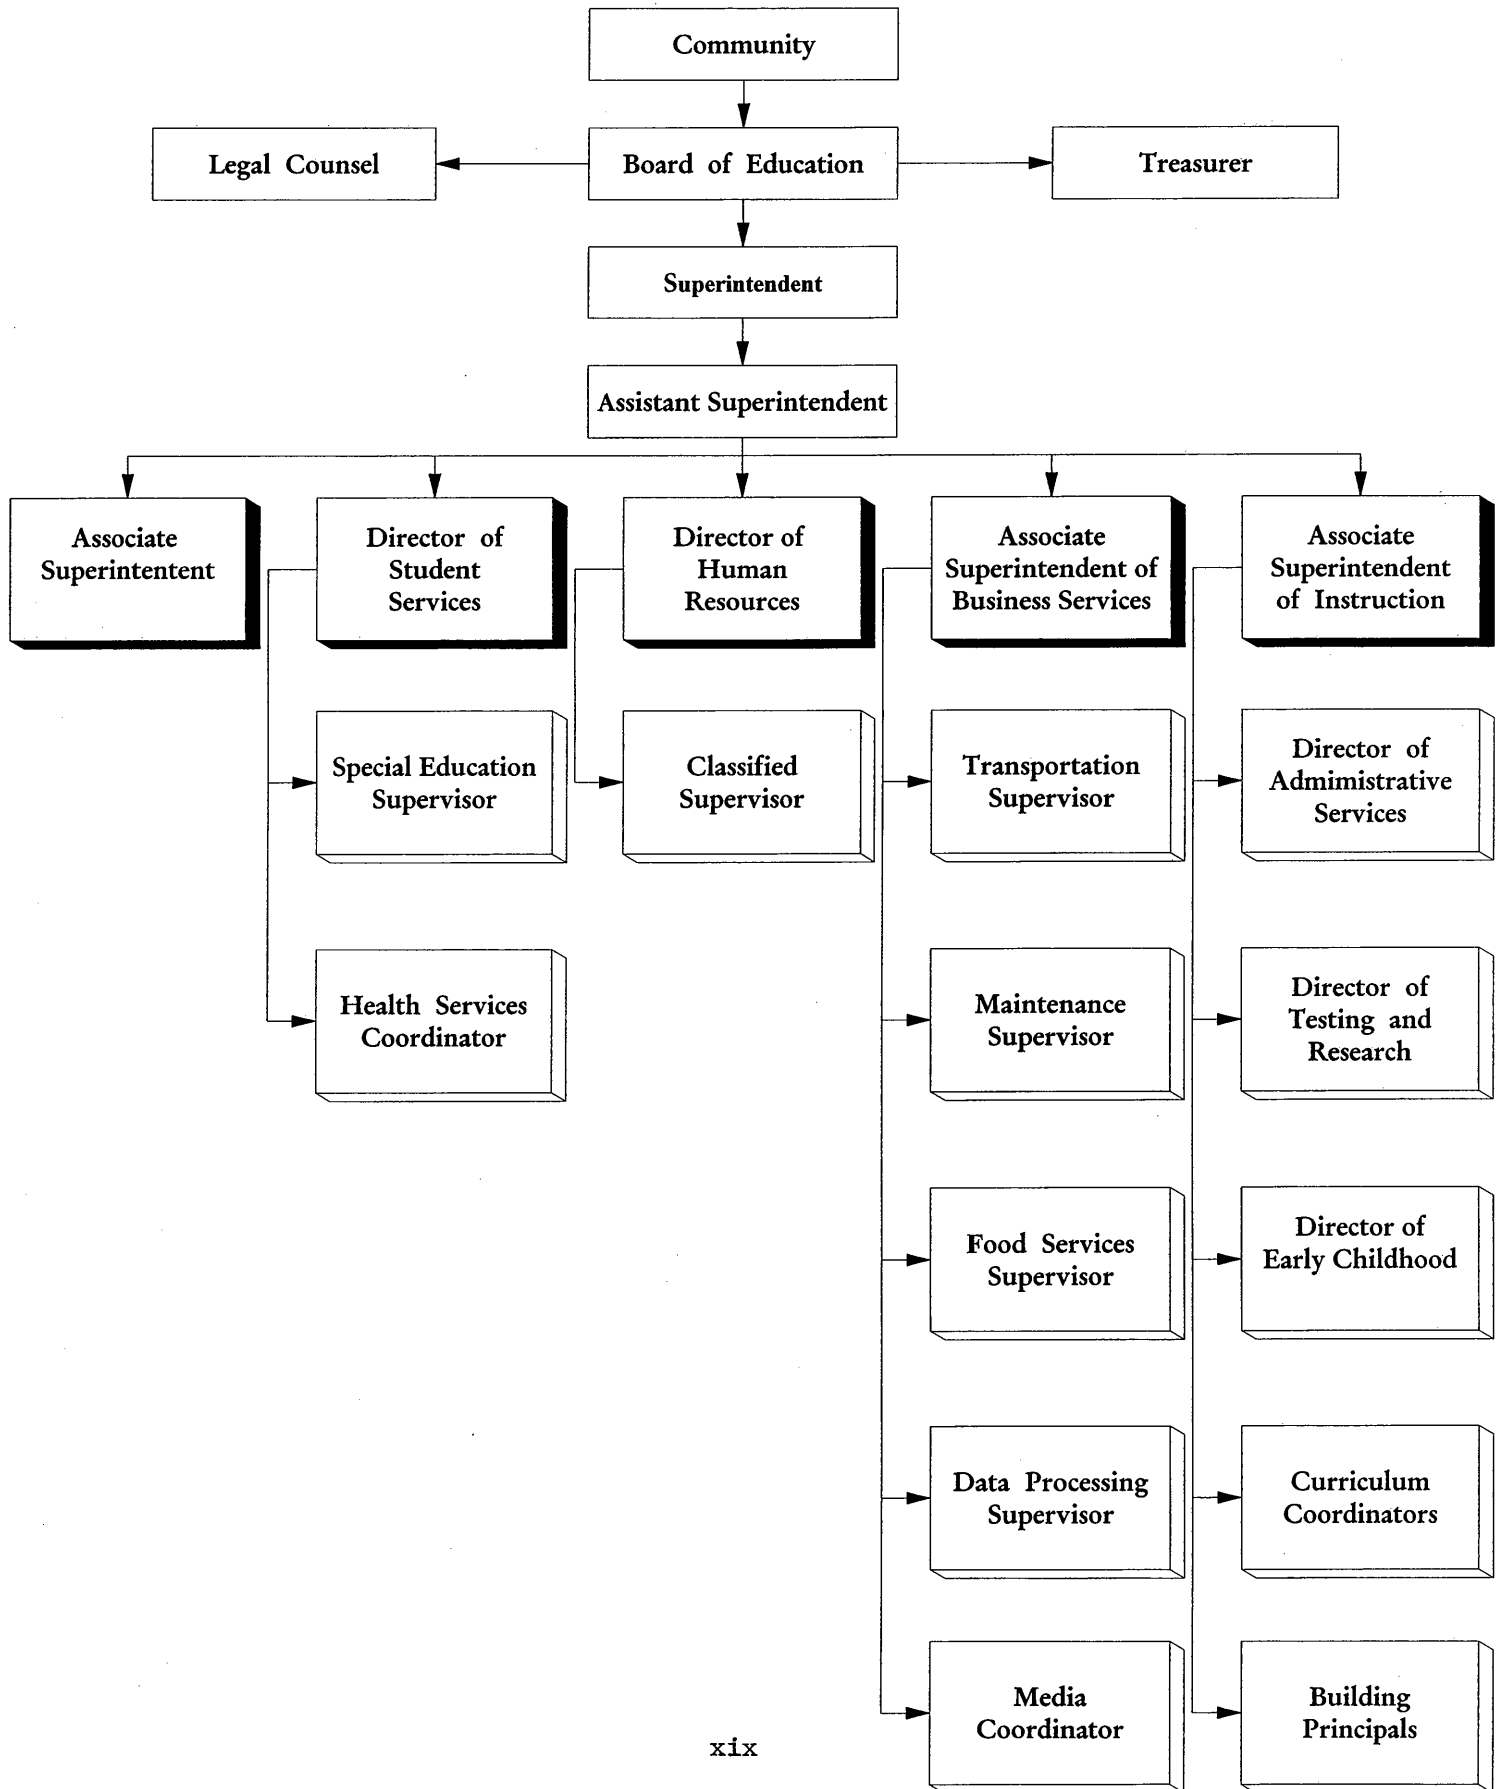 Community
Legal Counsel
Board of Education
Treasurer
Superintendent
Assistant Superintendent
Associate
Superintentent
Director of
Student
Services
Director of
Human
Resources
Associate
Superintendent of
Business Services
Associate
Superintendent
of Instruction
Special Education
Supervisor
Classified
Supervisor
Transportation
Supervisor
Director of
Admimistrative
Services
Health Services
Coordinator
Maintenance
Supervisor
Director of
Testing and
Research
Food Services
Supervisor
Director of
Early Childhood
Data Processing
Supervisor
Curriculum
Coordinators
Media
Coordinator
Building
Principals
xix